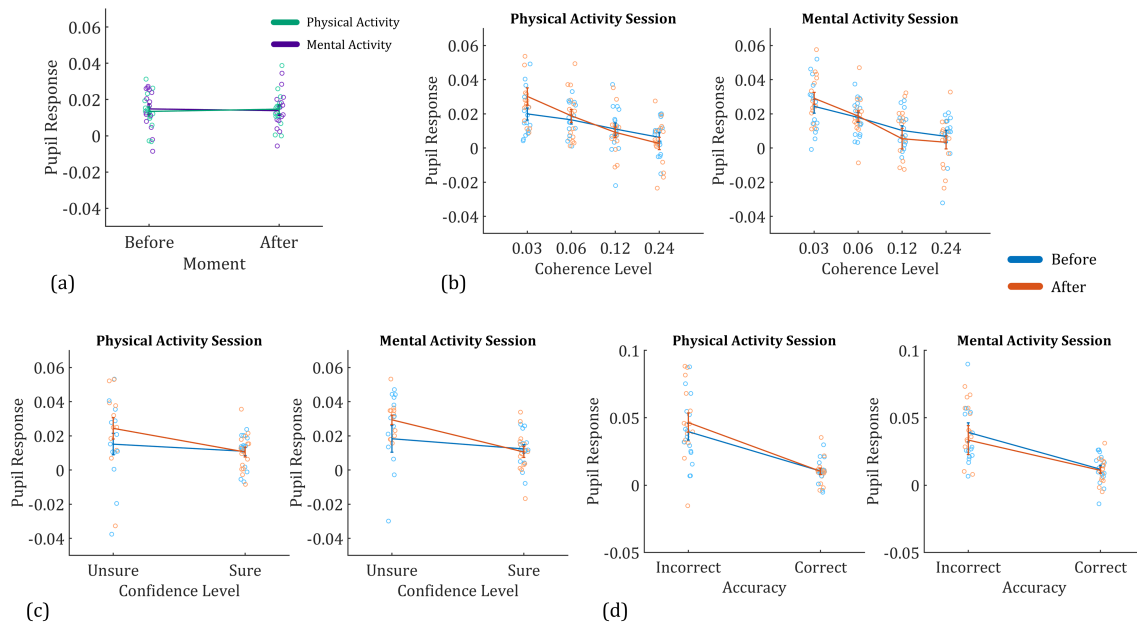 Physical Activity
Mental Activity
Pupil Response
0.06
0.04
0.02
0
-0.02
-0.04
Before
After
Moment
(a)
Physical Activity Session
Pupil Response
0.06
0.04
0.02
0
-0.02
-0.04
0.03 0.06 0.12 0.24
Coherence Level
(b)
Mental Activity Session
Pupil Response
0.06
0.04
0.02
0
-0.02
-0.04
0.03 0.06 0.12 0.24
Coherence Level
Before
After
Physical Activity Session
Pupil Response
0.06
0.04
0.02
0
-0.02
-0.04
Unsure Sure
Confidence Level
(c)
Mental Activity Session
Pupil Response
0.06
0.04
0.02
0
-0.02
-0.04
Unsure Sure
Confidence Level
Physical Activity Session
Pupil Response
0.1
0.05
0
-0.05
Incorrect Correct
Accuracy
(d)
Mental Activity Session
Pupil Response
0.1
0.05
0
-0.05
Incorrect Correct
Accuracy